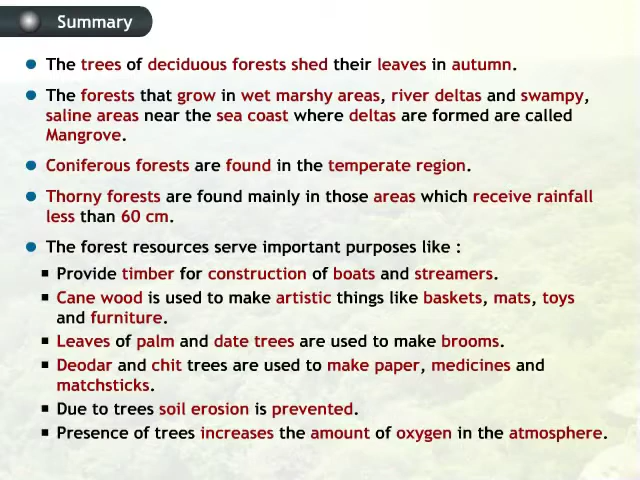 Summary
The trees of deciduous forests shed their leaves in autumn.
The forests that grow in wet marshy areas, river deltas and swampy,
saline areas near the sea coast where deltas are formed are called
Mangrove.
Coniferous forests are found in the temperate region.
Thorny forests are found mainly in those areas which receive rainfall
less than 60 cm.
The forest resources serve important purposes like :
Provide timber for construction of boats and streamers.
Cane wood is used to make artistic things like baskets, mats, toys
and furniture.
Leaves of palm and date trees are used to make brooms.
Deodar and chit trees are used to make paper, medicines and
matchsticks.
Due to trees soil erosion is prevented.
Presence of trees increases the amount of oxygen in the atmosphere.